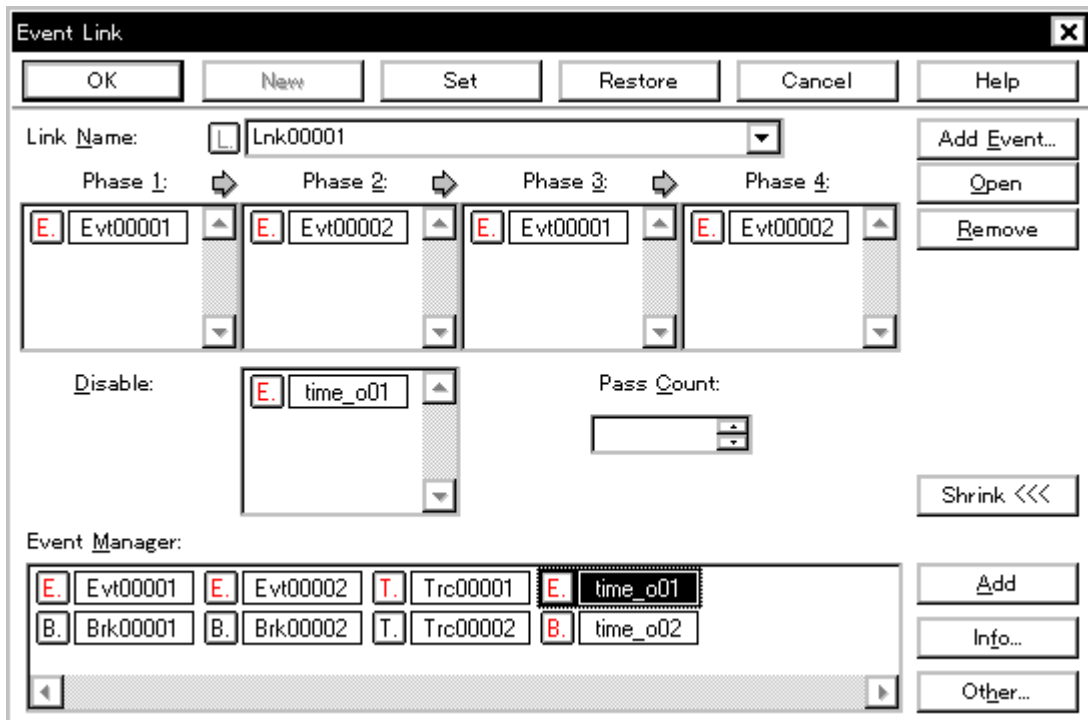 Event Link
OK New Set Restore Cancel Help
Link Name: L. Lnk00001 Add Event...
Phase 1: Phase 2: Phase 3: Phase 4: Open
E. Evt00001 E. Evt00002 E. Evt00001 E. Evt00002 Remove
Disable: E. time_o01 Pass Count:
Shrink <<<
Event Manager:
E. Evt00001 E. Evt00002 T. Trc00001 E. time_o01 Add
B. Brk00001 B. Brk00002 T. Trc00002 B. time_o02
Info...
Other...